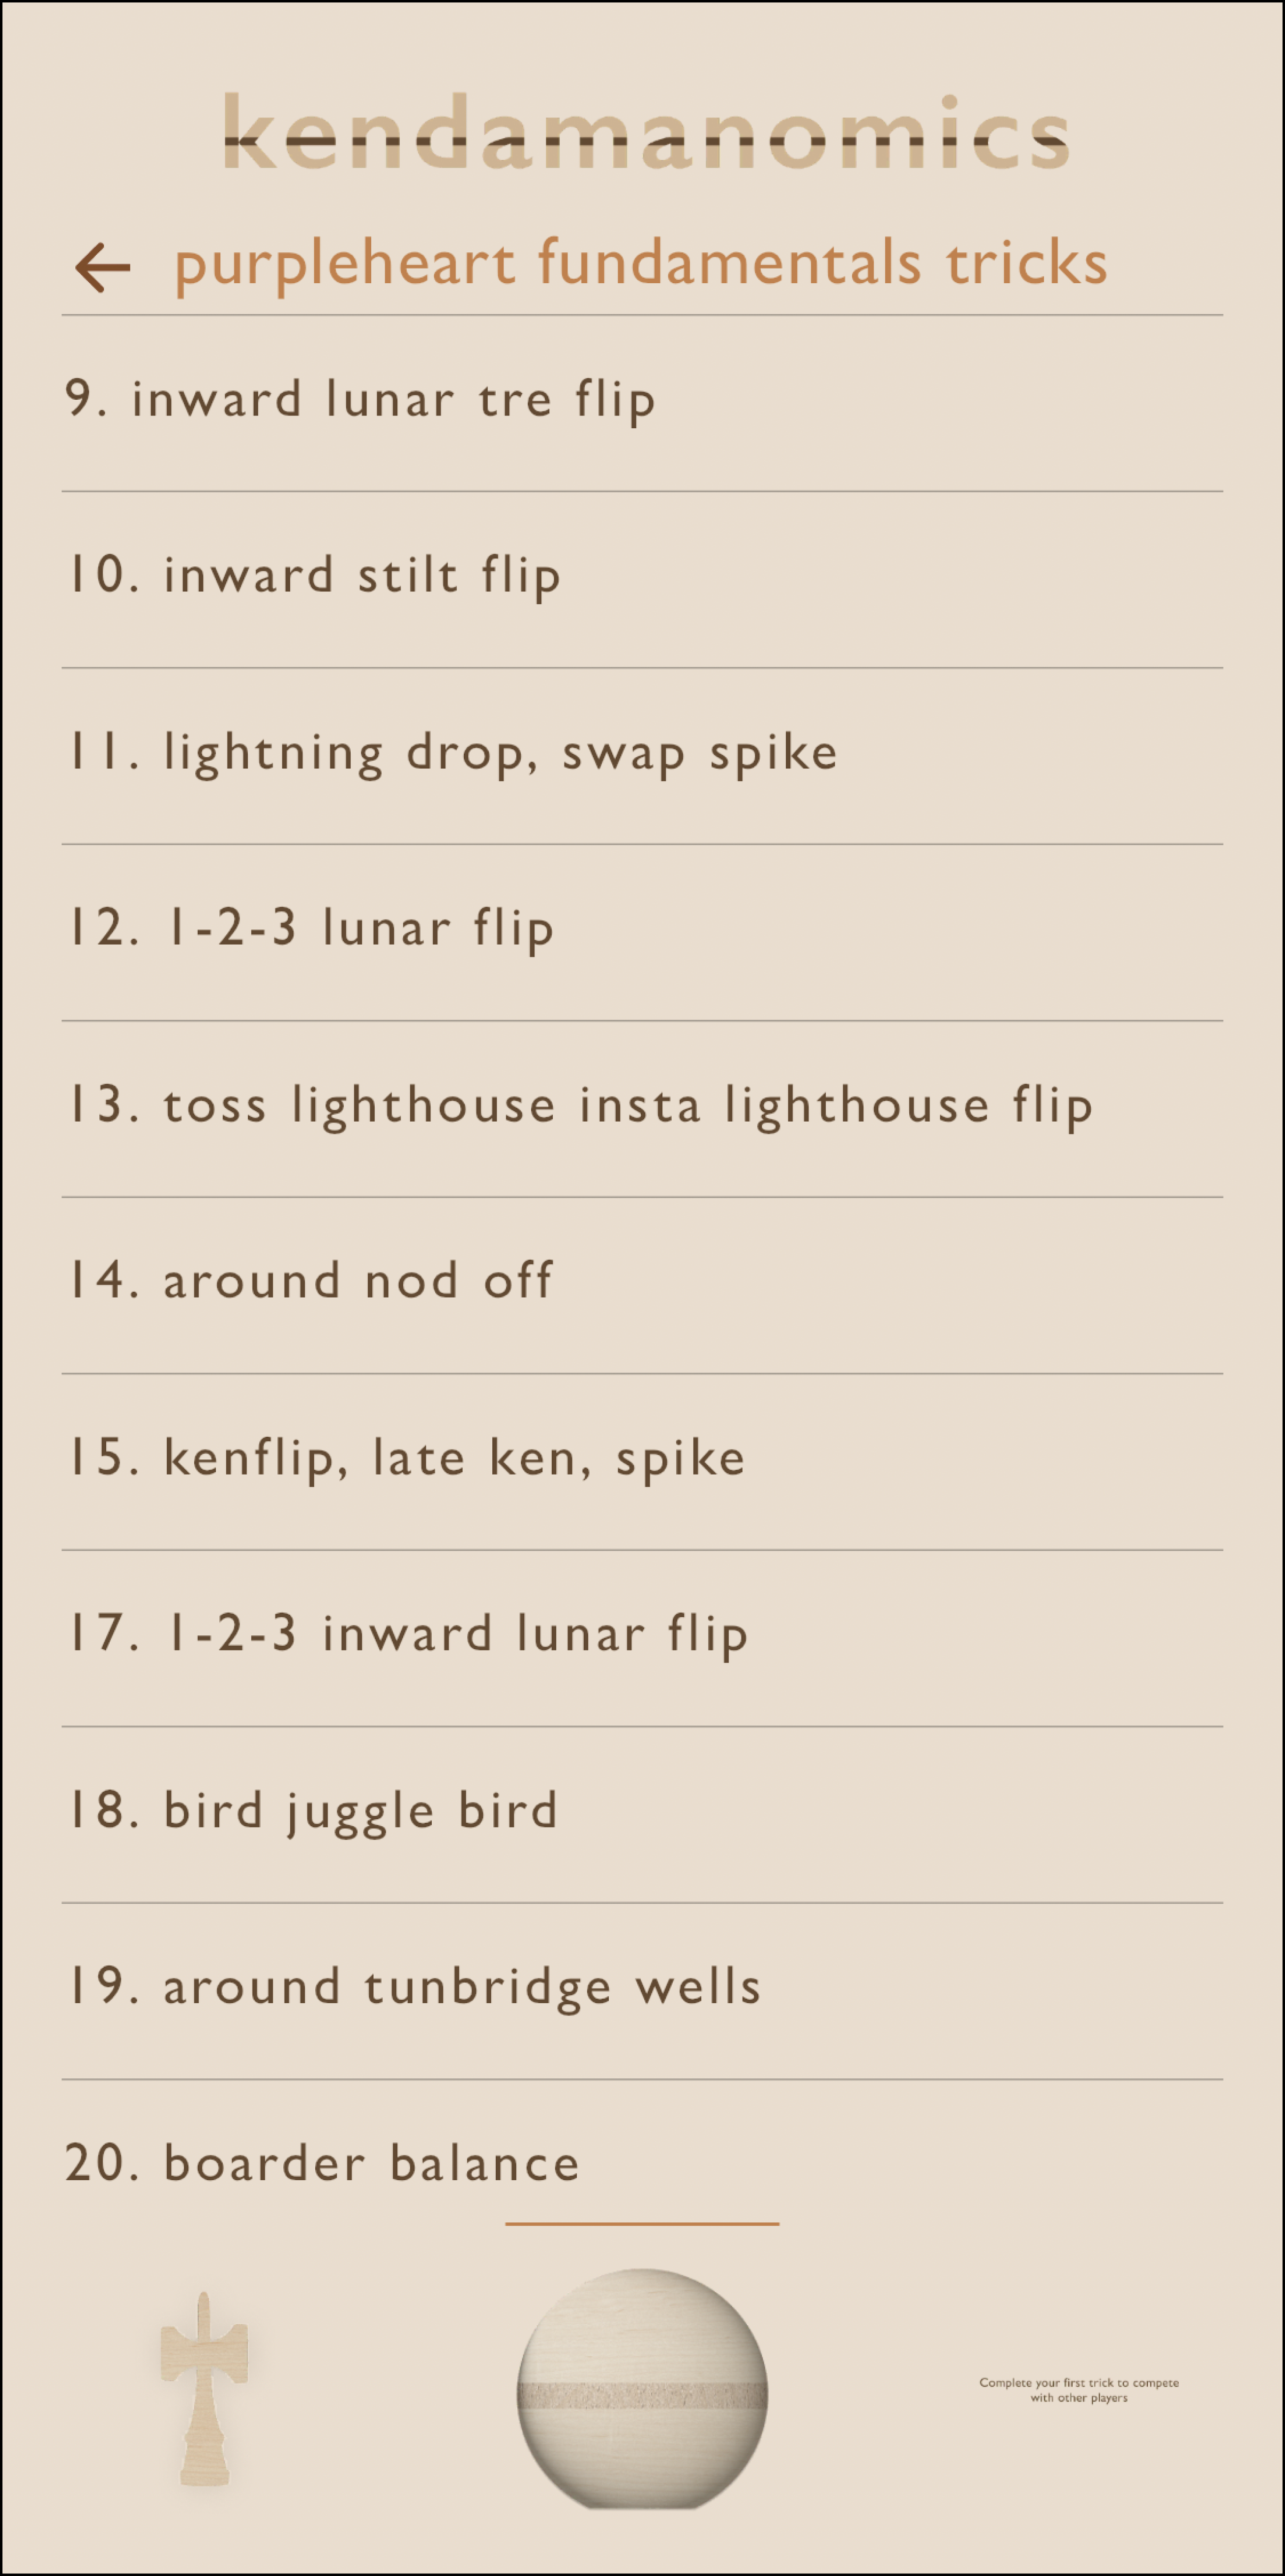 kendamanomics
← purpleheart fundamentals tricks
9. inward lunar tre flip
10. inward stilt flip
11. lightning drop, swap spike
12. 1-2-3 lunar flip
13. toss lighthouse insta lighthouse flip
14. around nod off
15. kenflip, late ken, spike
17. 1-2-3 inward lunar flip
18. bird juggle bird
19. around tunbridge wells
20. boarder balance
Complete your first trick to compete
with other players